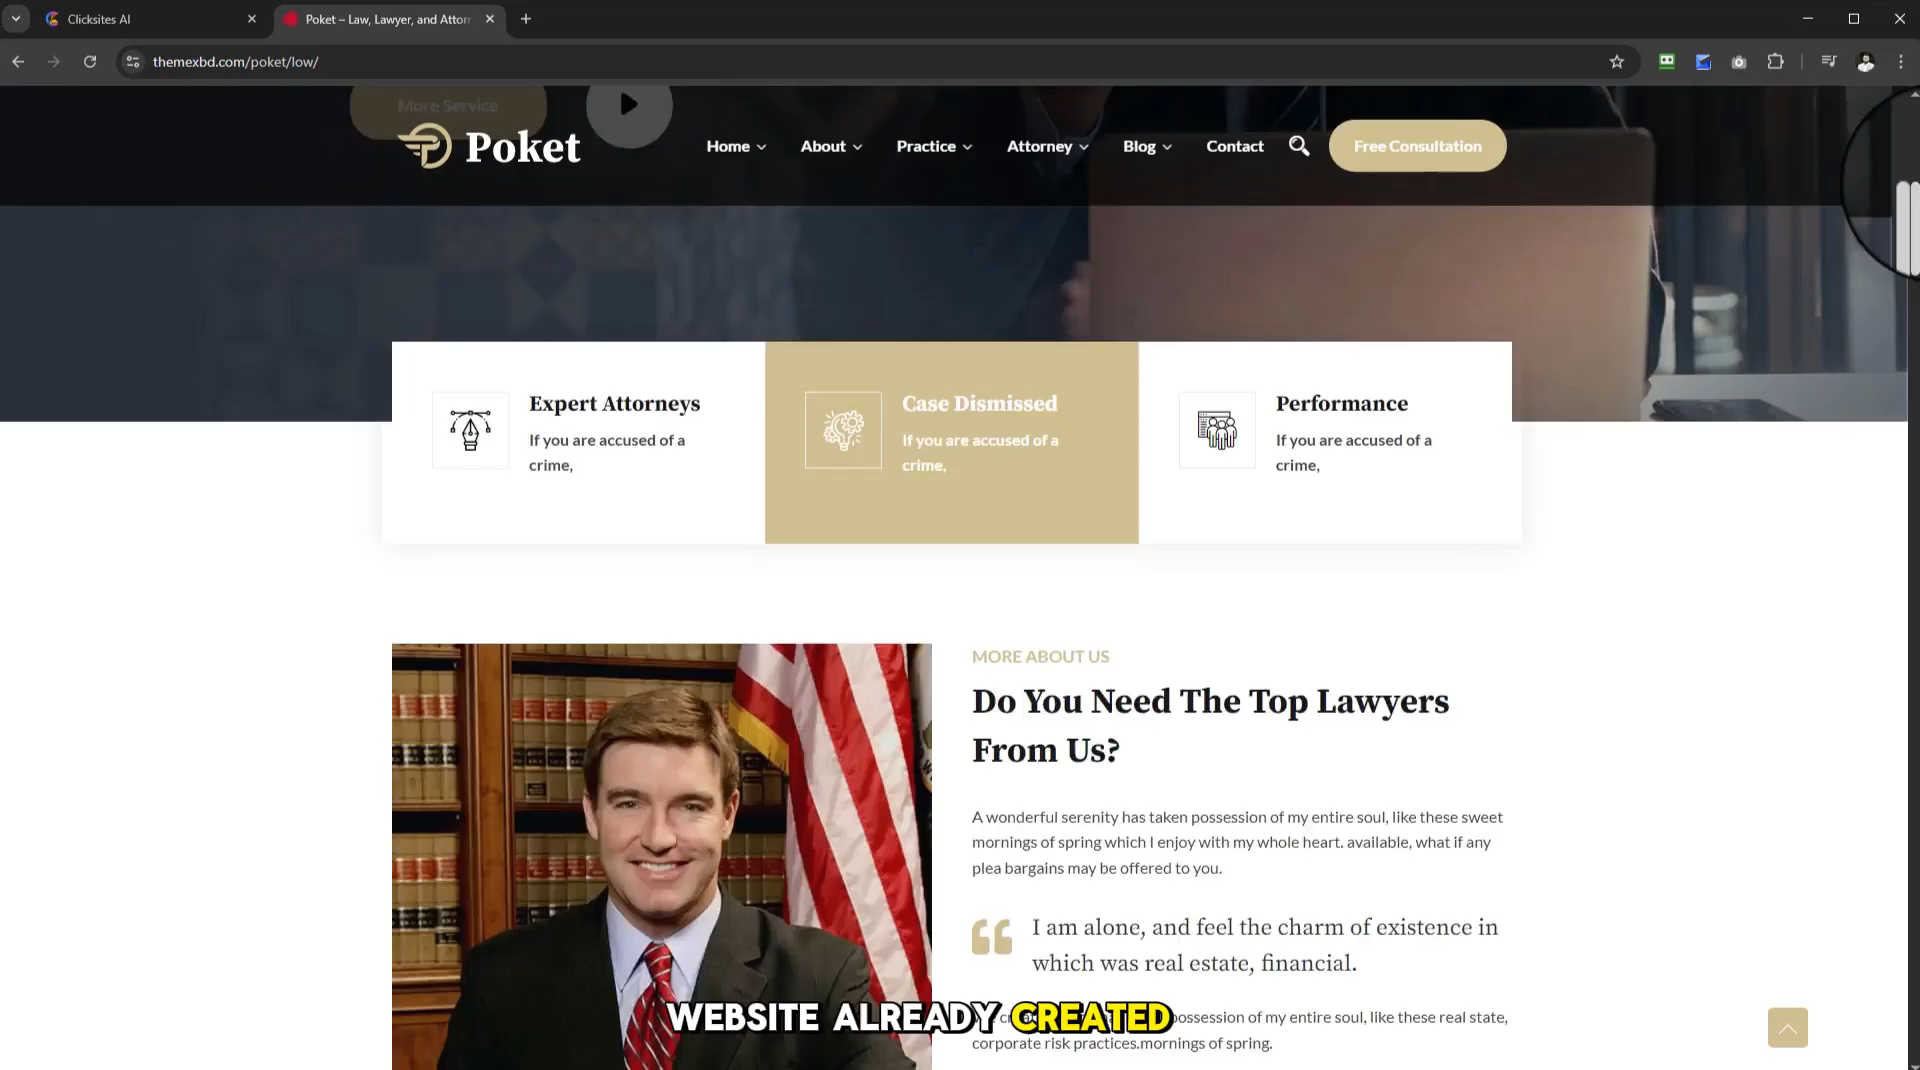 Clicksites AI
Poket – Law, Lawyer, and Attor
themexbd.com/poket/low/
More Service
Poket
Home
About
Practice
Attorney
Blog
Contact
Free Consultation
Expert Attorneys
If you are accused of a
crime,
Case Dismissed
If you are accused of a
crime,
Performance
If you are accused of a
crime,
MORE ABOUT US
Do You Need The Top Lawyers
From Us?
A wonderful serenity has taken possession of my entire soul, like these sweet
mornings of spring which I enjoy with my whole heart. available, what if any
plea bargains may be offered to you.
I am alone, and feel the charm of existence in
which was real estate, financial.
possession of my entire soul, like these real state,
corporate risk practices.mornings of spring.
WEBSITE ALREADY CREATED